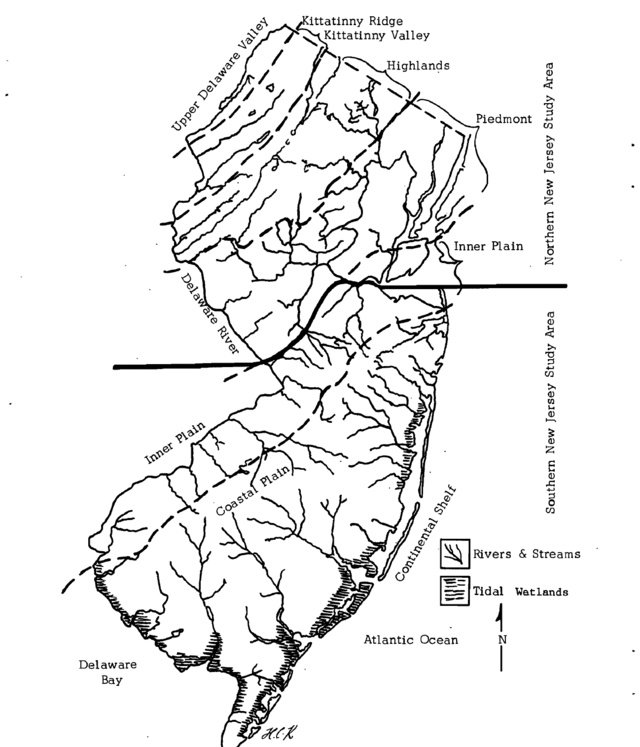 Kittatinny Ridge
Kittatinny Valley
Upper Delaware Valley
Highlands
Piedmont
Northern New Jersey Study Area
Inner Plain
Delaware River
Southern New Jersey Study Area
Inner Plain
Coastal Plain
Continental Shelf
Rivers & Streams
Tidal Watlands
Atlantic Ocean
N
Delaware
Bay
H.C.K